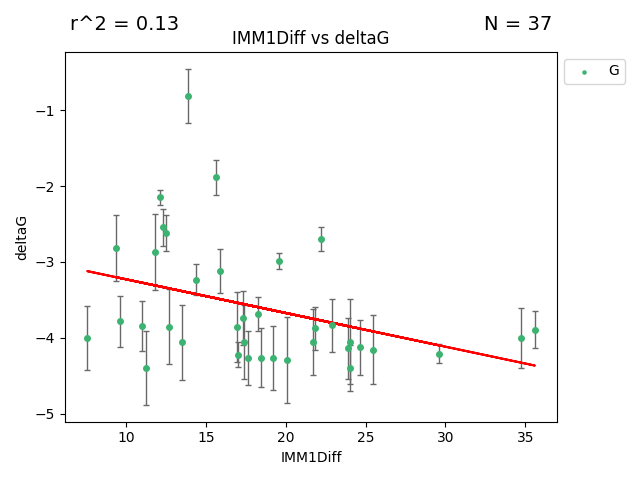 r^2 = 0.13
N = 37
IMM1Diff vs deltaG
G
−1
−2
−3
−4
−5
deltaG
10 15 20 25 30 35
IMM1Diff